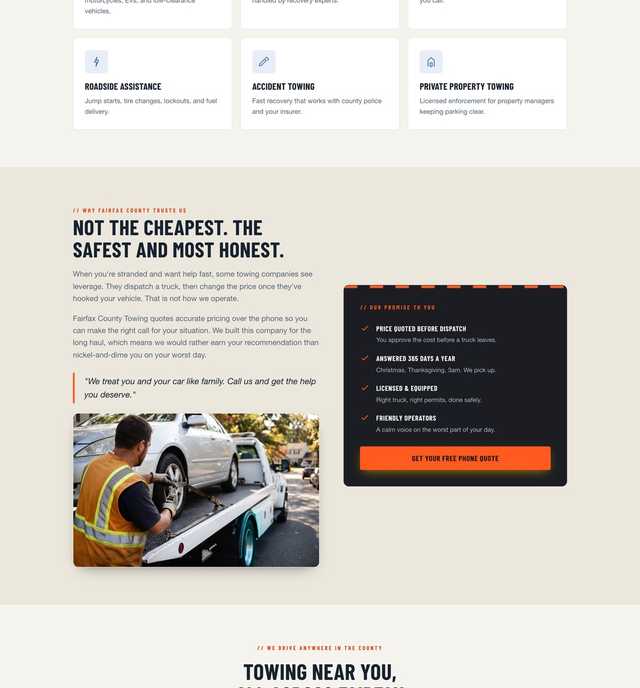 motorcycles, EVs, and low-clearance
vehicles.
handled by recovery experts.
you call.
ROADSIDE ASSISTANCE
Jump starts, tire changes, lockouts, and fuel
delivery.
ACCIDENT TOWING
Fast recovery that works with county police
and your insurer.
PRIVATE PROPERTY TOWING
Licensed enforcement for property managers
keeping parking clear.
// WHY FAIRFAX COUNTY TRUSTS US
NOT THE CHEAPEST. THE
SAFEST AND MOST HONEST.
When you're stranded and want help fast, some towing companies see
leverage. They dispatch a truck, then change the price once they've
hooked your vehicle. That is not how we operate.
Fairfax County Towing quotes accurate pricing over the phone so you
can make the right call for your situation. We built this company for the
long haul, which means we would rather earn your recommendation than
nickel-and-dime you on your worst day.
"We treat you and your car like family. Call us and get the help
you deserve."
// OUR PROMISE TO YOU
PRICE QUOTED BEFORE DISPATCH
You approve the cost before a truck leaves.
ANSWERED 365 DAYS A YEAR
Christmas, Thanksgiving, 3am. We pick up.
LICENSED & EQUIPPED
Right truck, right permits, done safely.
FRIENDLY OPERATORS
A calm voice on the worst part of your day.
GET YOUR FREE PHONE QUOTE
// WE DRIVE ANYWHERE IN THE COUNTY
TOWING NEAR YOU,